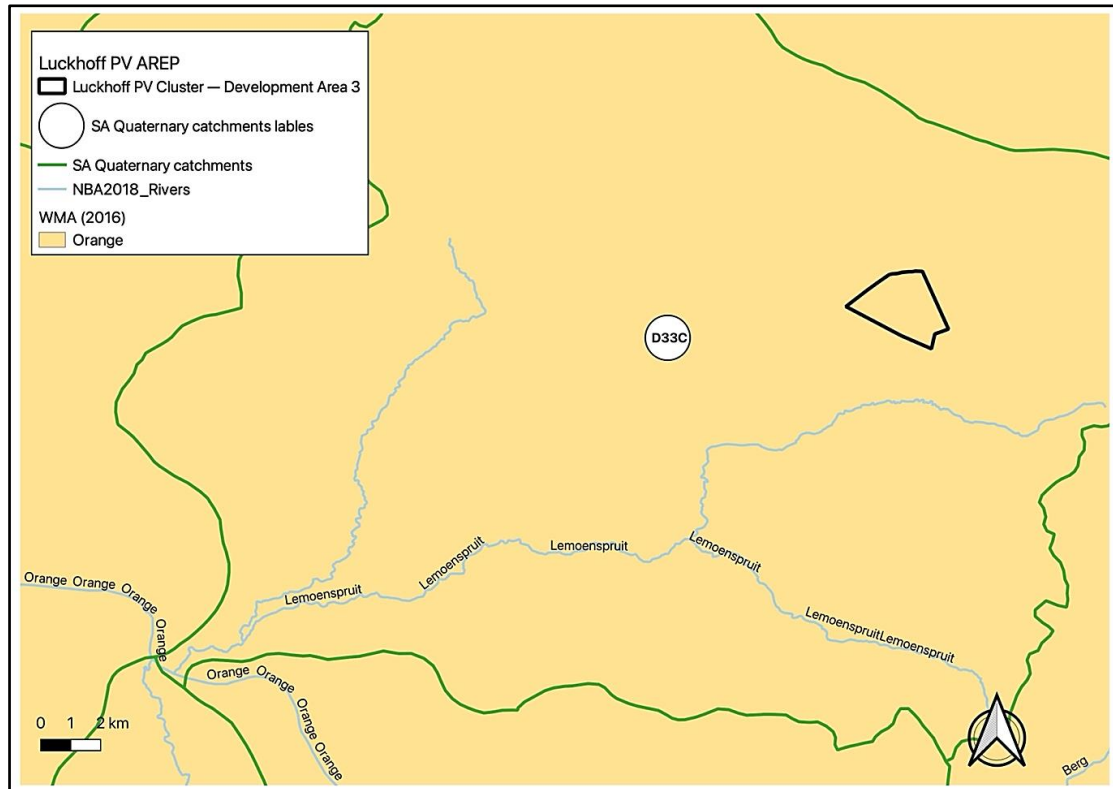 Luckhoff PV AREP
Luckhoff PV Cluster — Development Area 3
SA Quaternary catchments lables
SA Quaternary catchments
NBA2018_Rivers
WMA (2016)
Orange
D33C
Lemoenspruit
Lemoenspruit
Lemoenspruit
Lemoenspruit
LemoenspruitLemoenspruit
Orange Orange Orange
Orange
Orange Orange
Orange Orange
0 1 2 km
Berg